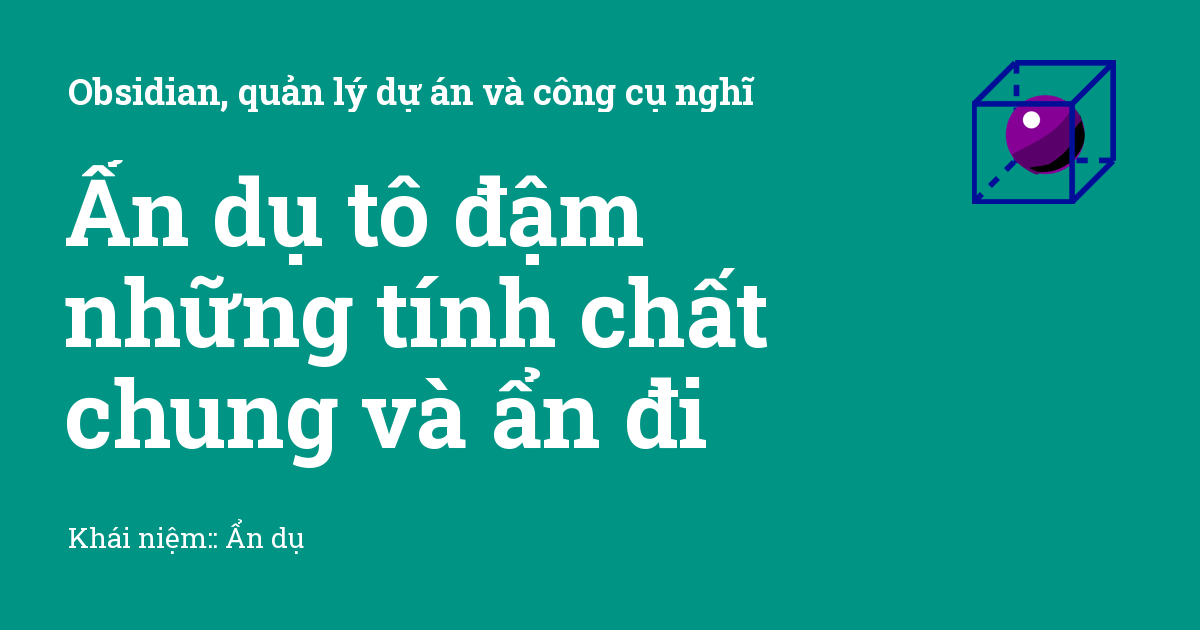 Obsidian, quản lý dự án và công cụ nghĩ
Ẩn dụ tô đậm
những tính chất
chung và ẩn đi
Khái niệm:: Ẩn dụ